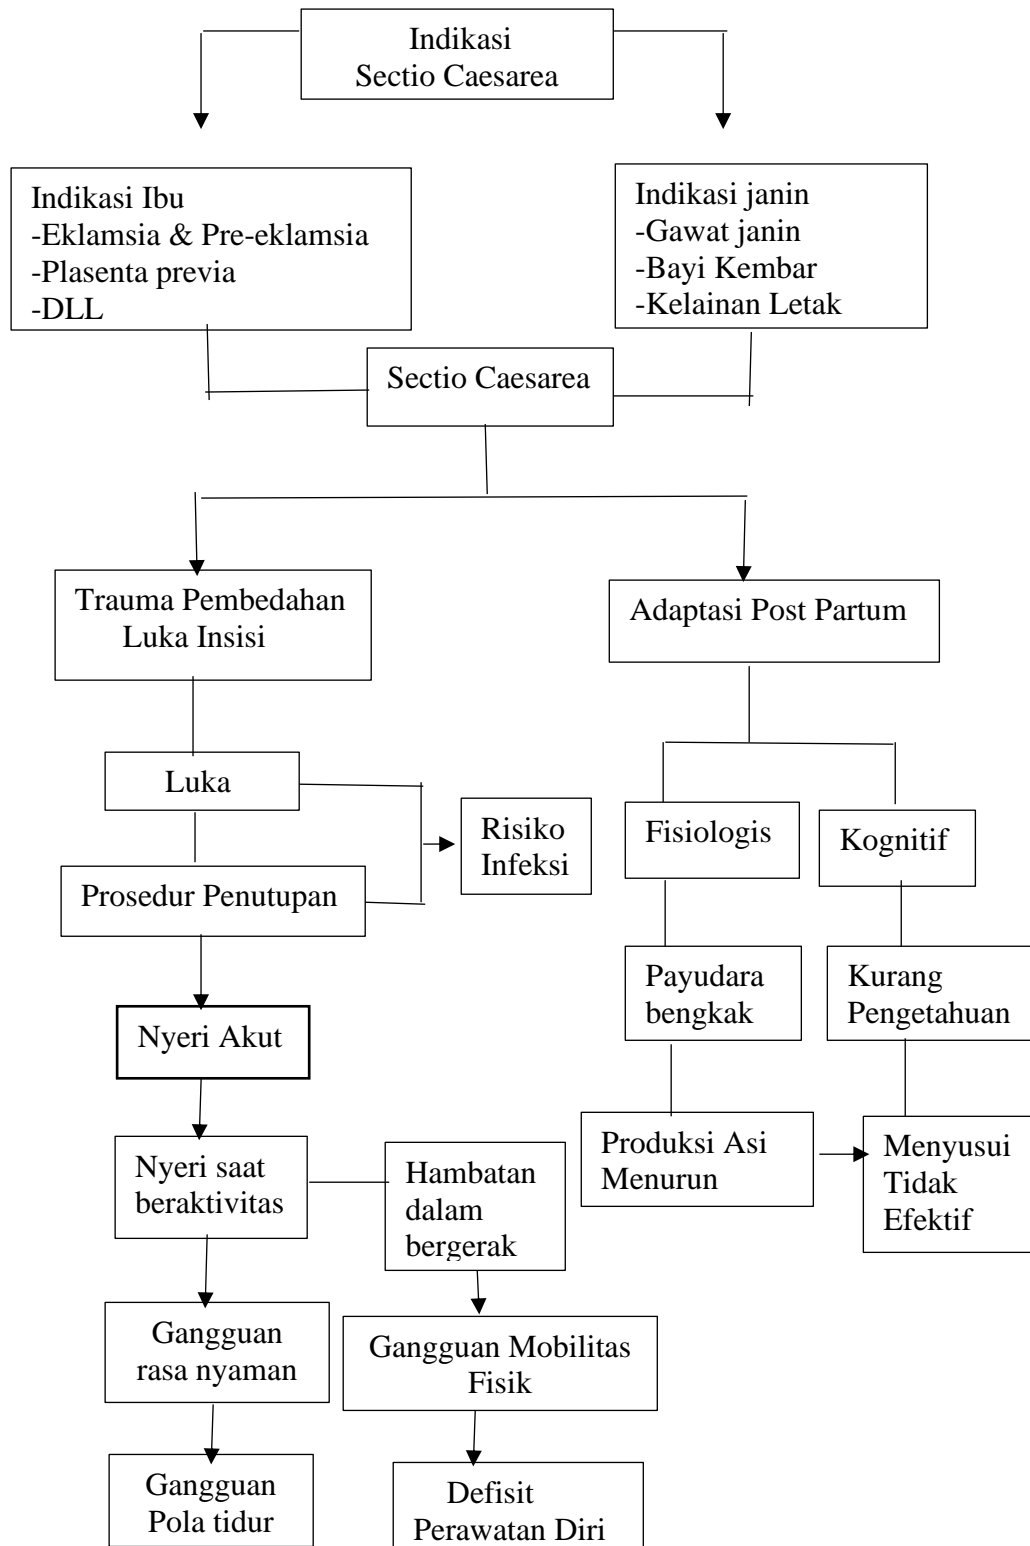 Indikasi
Sectio Caesarea
Indikasi Ibu
-Eklamsia & Pre-eklamsia
-Plasenta previa
-DLL
Indikasi janin
-Gawat janin
-Bayi Kembar
-Kelainan Letak
Sectio Caesarea
Trauma Pembedahan
Luka Insisi
Adaptasi Post Partum
Luka
Risiko
Infeksi
Fisiologis
Kognitif
Prosedur Penutupan
Payudara
bengkak
Kurang
Pengetahuan
Nyeri Akut
Nyeri saat
beraktivitas
Hambatan
dalam
bergerak
Produksi Asi
Menurun
Menyusui
Tidak
Efektif
Gangguan
rasa nyaman
Gangguan Mobilitas
Fisik
Gangguan
Pola tidur
Defisit
Perawatan Diri